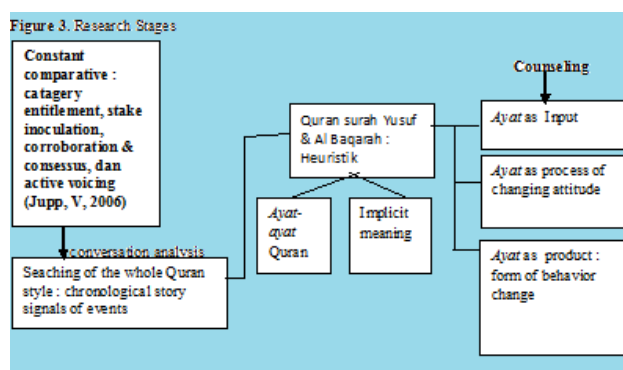 Figure 3. Research Stages
Constant
comparative :
catagery
entitlement, stake
inoculation,
corroboration &
consessus, dan
active voicing
(Jupp, V, 2006)
conversation analysis
Seaching of the whole Quran
style : chronological story
signals of events
Quran surah Yusuf
& Al Baqarah :
Heuristik
Ayat-
ayat
Quran
Implicit
meaning
Counseling
Ayat as Input
Ayat as process of
changing attitude
Ayat as product :
form of behavior
change